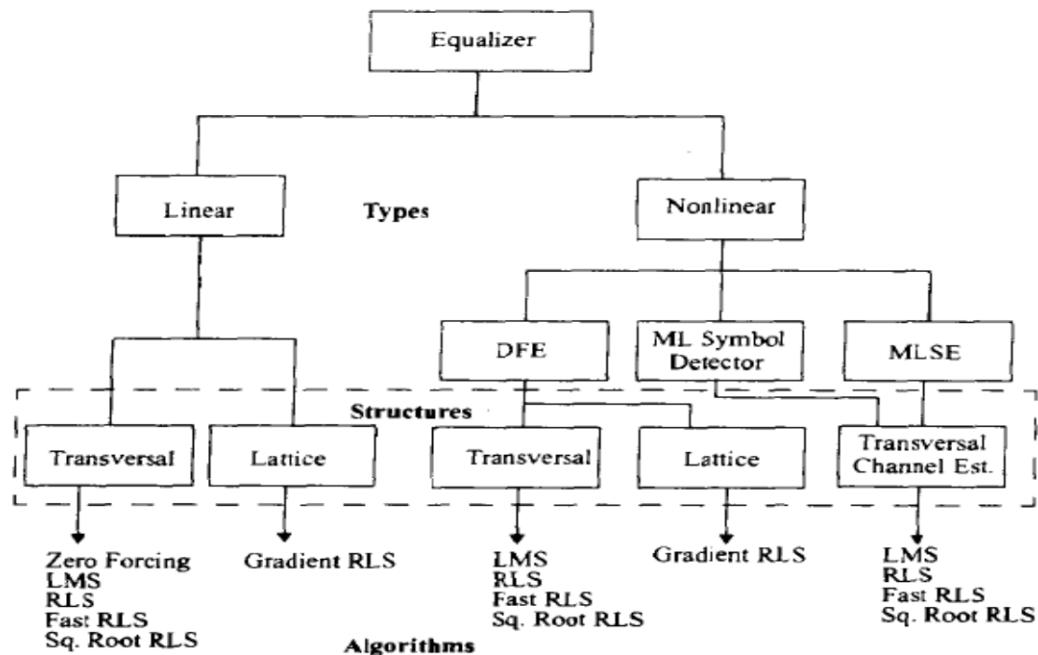 Equalizer
Linear
Types
Nonlinear
DFE
ML Symbol
Detector
MLSE
Structures
Transversal
Lattice
Transversal
Lattice
Transversal
Channel Est.
Zero Forcing
LMS
RLS
Fast RLS
Sq. Root RLS
Gradient RLS
LMS
RLS
Fast RLS
Sq. Root RLS
Gradient RLS
LMS
RLS
Fast RLS
Sq. Root RLS
Algorithms